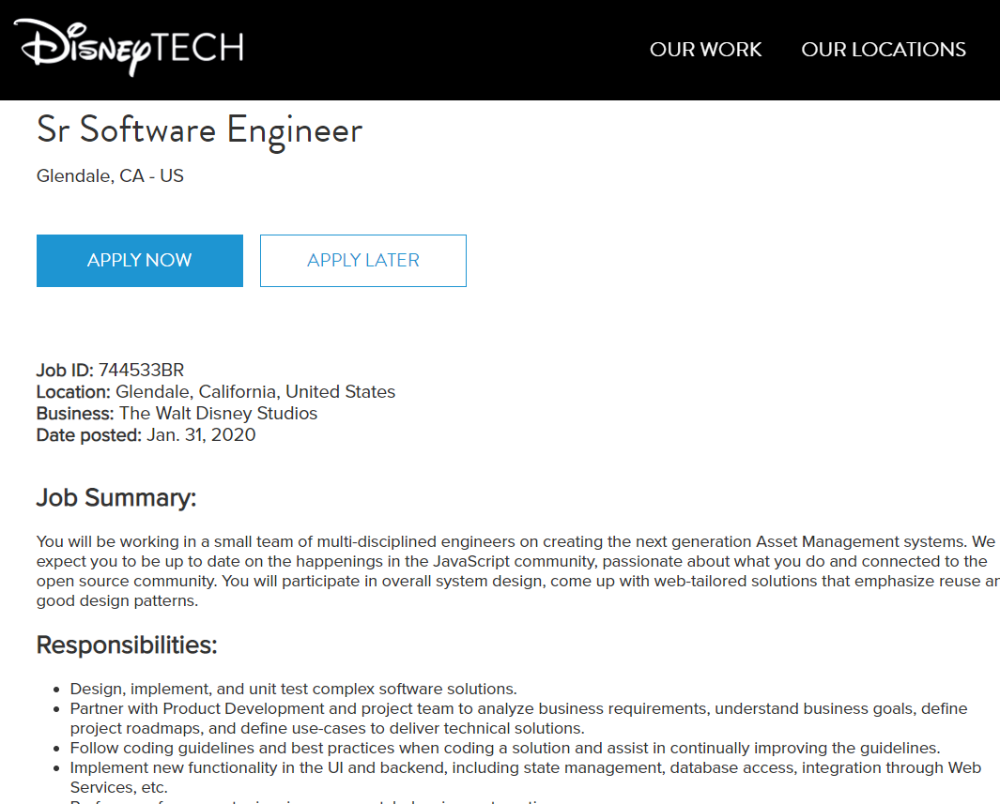 DISNEY TECH
OUR WORK OUR LOCATIONS
Sr Software Engineer
Glendale, CA - US
APPLY NOW APPLY LATER
Job ID: 744533BR
Location: Glendale, California, United States
Business: The Walt Disney Studios
Date posted: Jan. 31, 2020
Job Summary:
You will be working in a small team of multi-disciplined engineers on creating the next generation Asset Management systems. We
expect you to be up to date on the happenings in the JavaScript community, passionate about what you do and connected to the
open source community. You will participate in overall system design, come up with web-tailored solutions that emphasize reuse
good design patterns.
Responsibilities:
• Design, implement, and unit test complex software solutions.
• Partner with Product Development and project team to analyze business requirements, understand business goals, define
project roadmaps, and define use-cases to deliver technical solutions.
• Follow coding guidelines and best practices when coding a solution and assist in continually improving the guidelines.
• Implement new functionality in the UI and backend, including state management, database access, integration through Web
Services, etc.